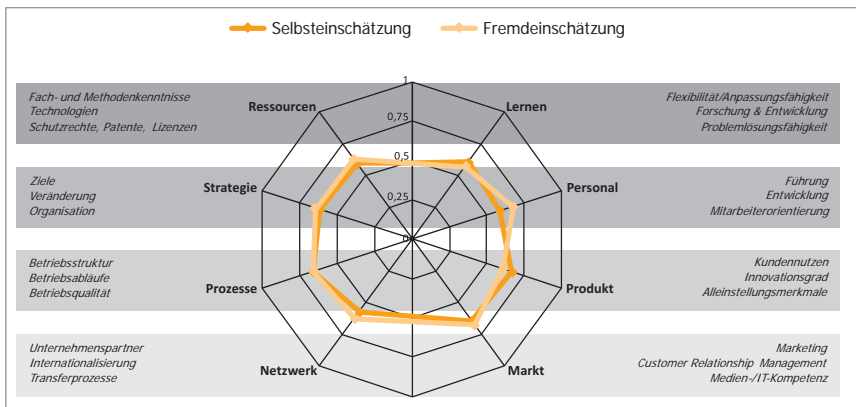 Selbsteinschätzung
Fremdeinschätzung
1
0,75
0,5
0,25
0
Ressourcen
Lernen
Fach- und Methodenkenntnisse
Technologien
Schutzrechte, Patente, Lizenzen
Flexibilität/Anpassungsfähigkeit
Forschung & Entwicklung
Problemlösungsfähigkeit
Strategie
Personal
Ziele
Veränderung
Organisation
Führung
Entwicklung
Mitarbeiterorientierung
Prozesse
Produkt
Betriebsstruktur
Betriebsabläufe
Betriebsqualität
Kundennutzen
Innovationsgrad
Alleinstellungsmerkmale
Netzwerk
Markt
Unternehmenspartner
Internationalisierung
Transferprozesse
Marketing
Customer Relationship Management
Medien-/IT-Kompetenz